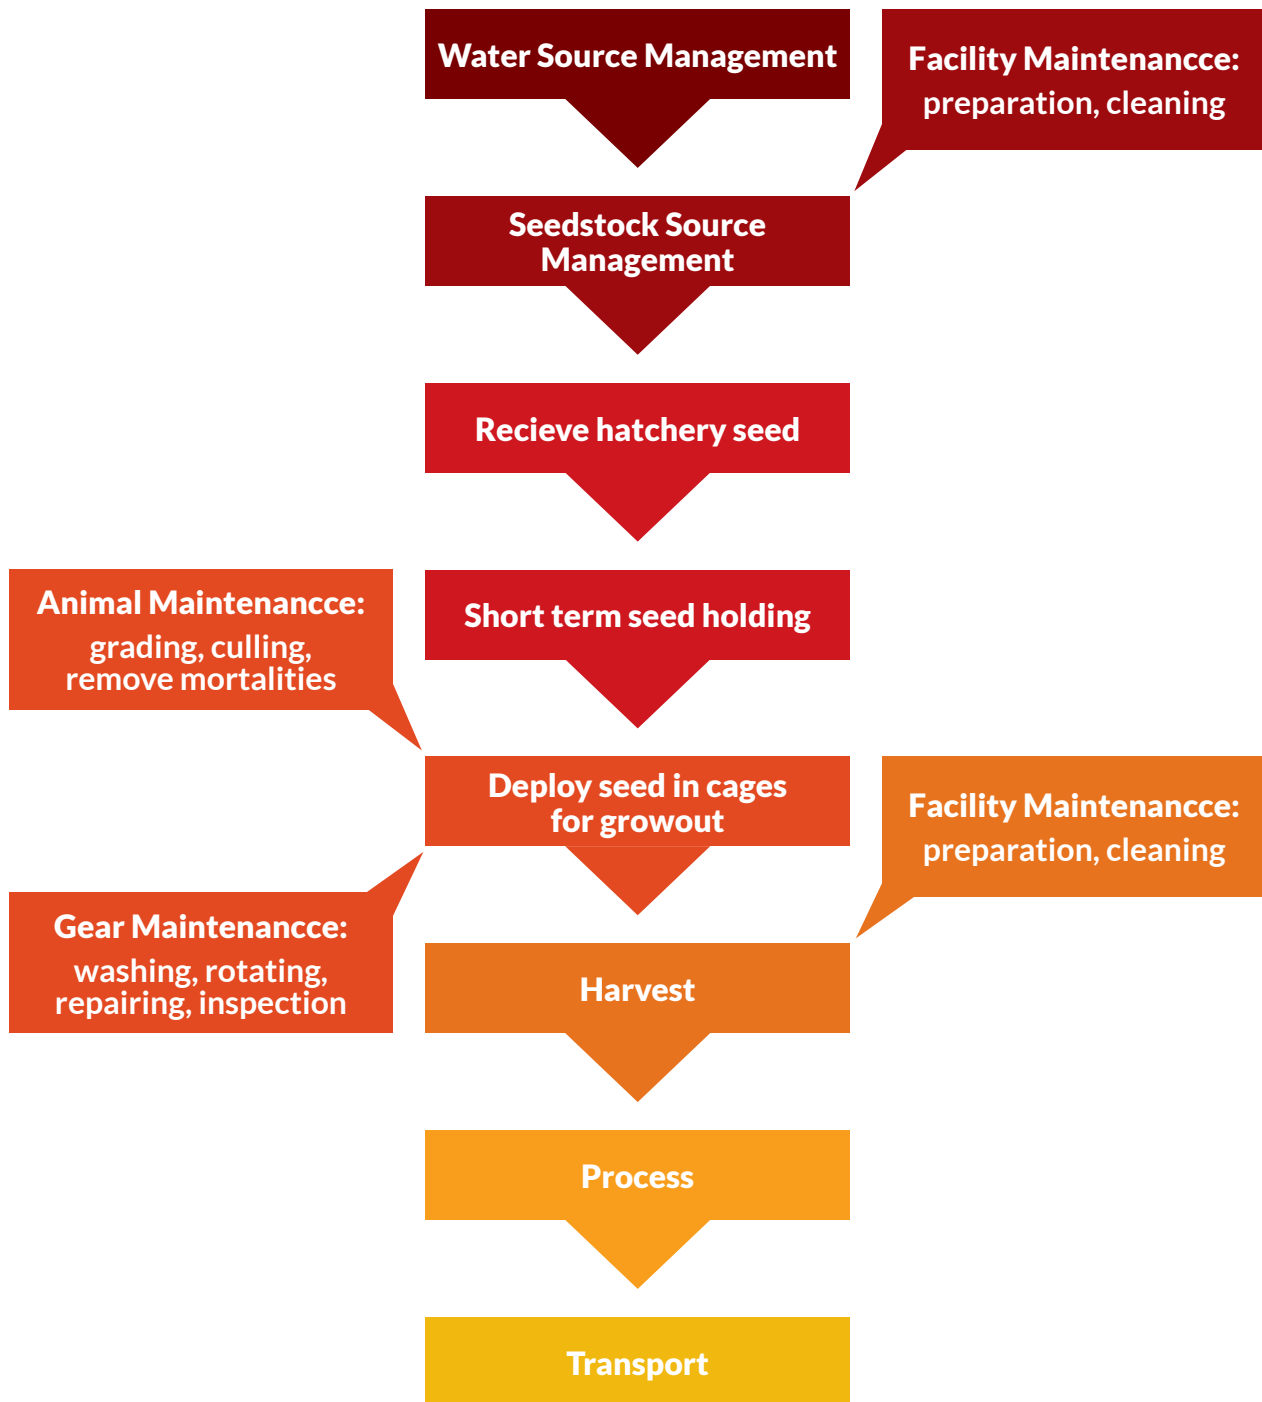 Water Source Management
Facility Maintenancce:
preparation, cleaning
Seedstock Source
Management
Recieve hatchery seed
Short term seed holding
Animal Maintenancce:
grading, culling,
remove mortalities
Deploy seed in cages
for growout
Facility Maintenancce:
preparation, cleaning
Gear Maintenancce:
washing, rotating,
repairing, inspection
Harvest
Process
Transport